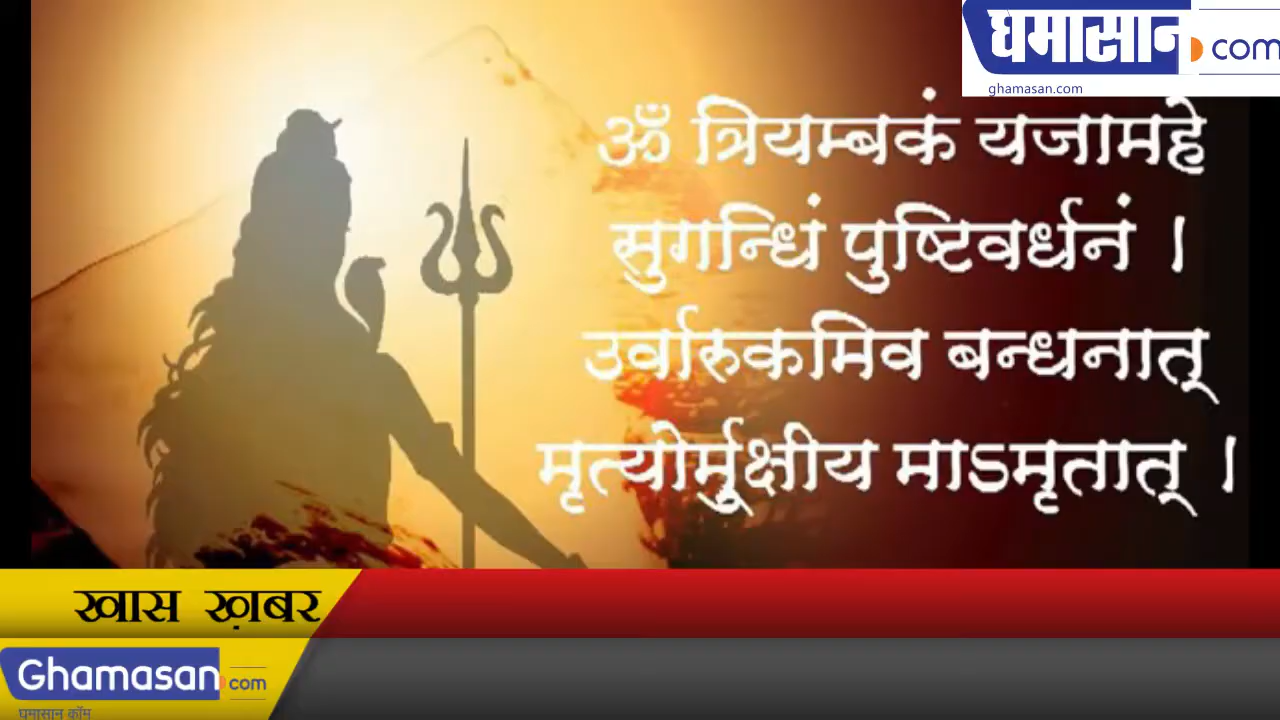 घमासान.com
ghamasan.com
ॐ त्रियम्बकं यजामहे
सुगन्धिं पुष्टिवर्धनं ।
उर्वारुकमिव बन्धनात्
मृत्योर्मुक्षीय माऽमृतात् ।
खास ख़बर
Ghamasan.com
घमासान कॉम